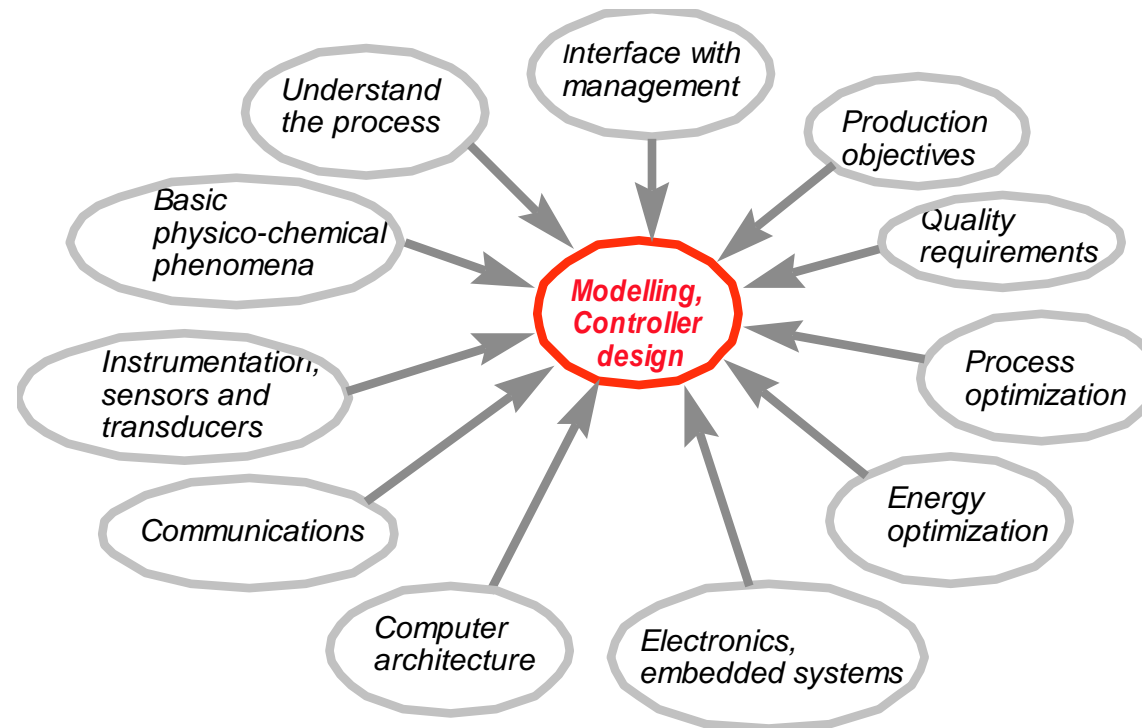 Interface with
management
Understand
the process
Production
objectives
Basic
physico-chemical
phenomena
Quality
requirements
Modelling,
Controller
design
Instrumentation,
sensors and
transducers
Process
optimization
Communications
Energy
optimization
Computer
architecture
Electronics,
embedded systems